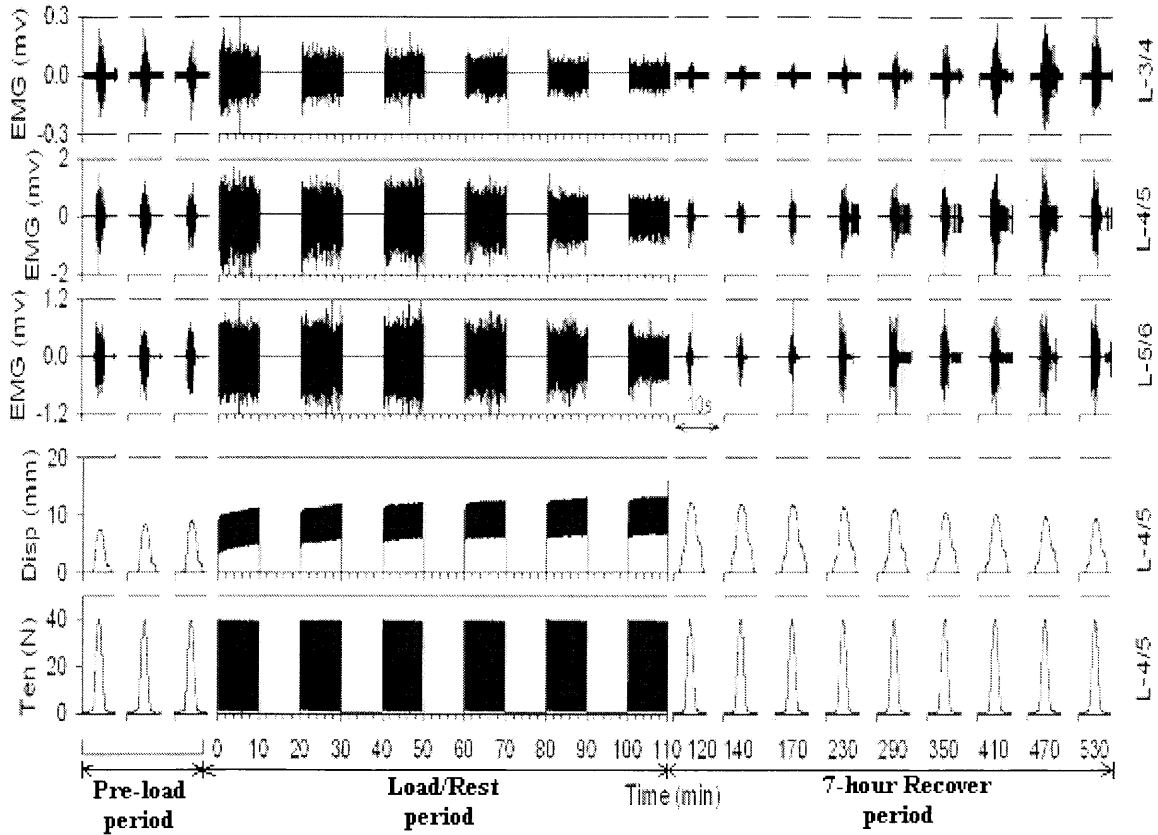 EMG (mv)
0.3
0.0
-0.3
L-3/4
EMG (mv)
2
0
-2
L-4/5
EMG (mv)
1.2
0.0
-1.2
L-5/6
10s
Disp (mm)
20
10
0
L-4/5
Ten (N)
40
20
0
L-4/5
0 10 20 30 40 50 60 70 80 90 100 110 120 140 170 230 290 350 410 470 530
Pre-load period
Load/Rest period
Time (min)
7-hour Recover period